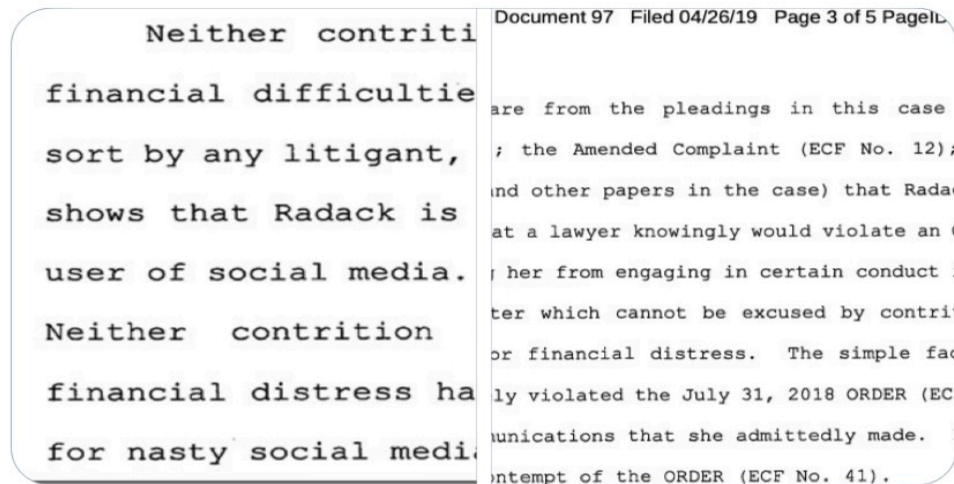 Neither contriti
financial difficultie
sort by any litigant,
shows that Radack is
user of social media.
Neither contrition
financial distress ha
for nasty social medi
Document 97 Filed 04/26/19 Page 3 of 5 PageID
are from the pleadings in this case
; the Amended Complaint (ECF No. 12);
nd other papers in the case) that Rada
at a lawyer knowingly would violate an
her from engaging in certain conduct
ter which cannot be excused by contri
or financial distress. The simple fac
ly violated the July 31, 2018 ORDER (EC
unications that she admittedly made.
ontempt of the ORDER (ECF No. 41).